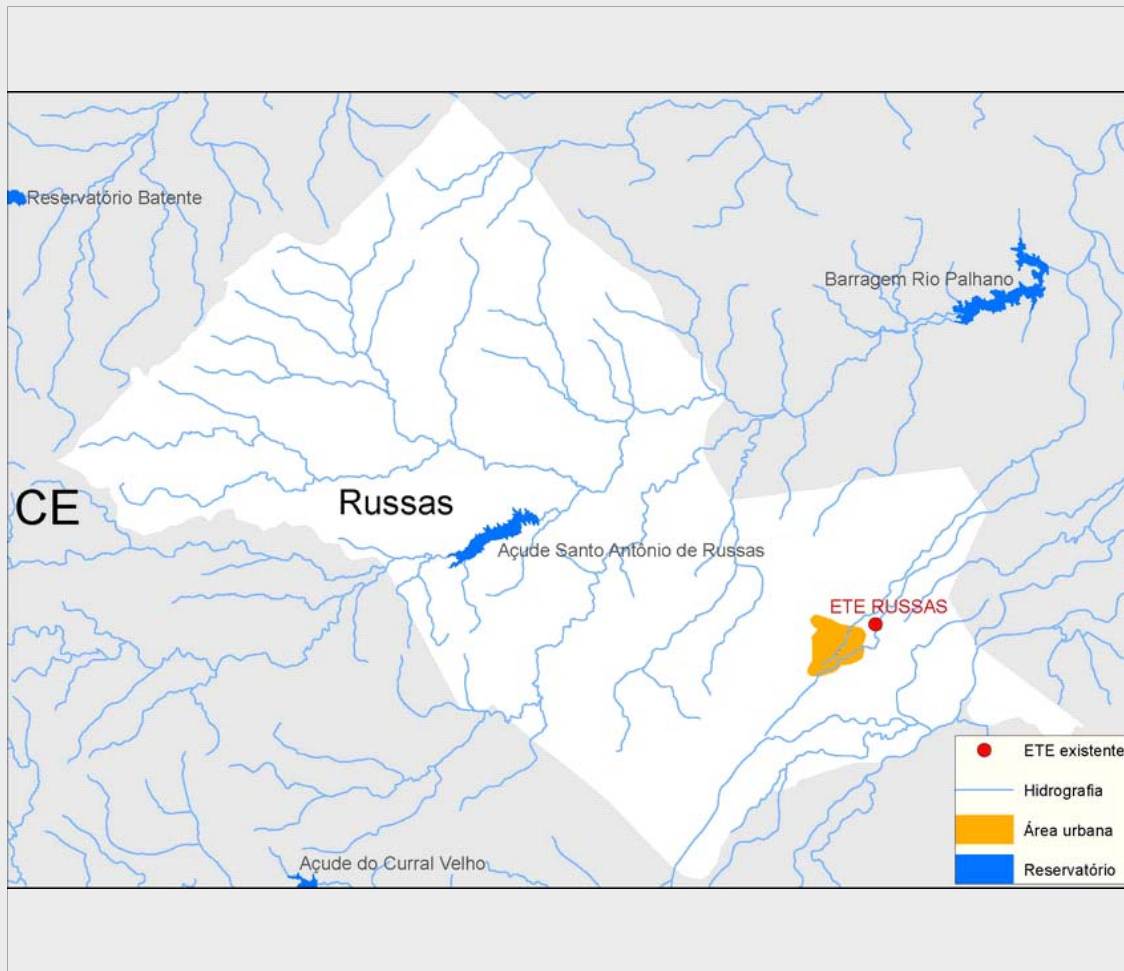 Reservatório Batente
Barragem Rio Palhano
CE
Russas
Açude Santo Antônio de Russas
ETE RUSSAS
Açude do Curral Velho
ETE existente
Hidrografia
Área urbana
Reservatório